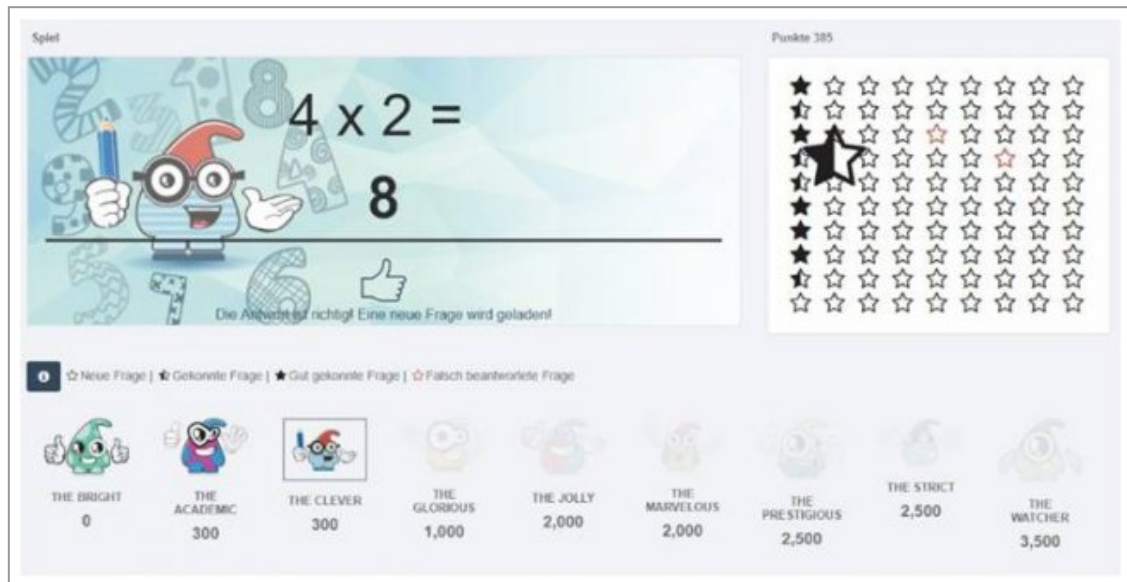 Spiel
Punkte 385
4 x 2 =
8
Die Antwort ist richtig! Eine neue Frage wird geladen!
Neue Frage | Gekonnte Frage | Gut gekonnte Frage | Falsch beantwortete Frage
THE BRIGHT
0
THE
ACADEMIC
300
THE CLEVER
300
THE
GLORIOUS
1,000
THE JOLLY
2,000
THE
MARVELOUS
2,000
THE
PRESTIGIOUS
2,500
THE STRICT
2,500
THE
WATCHER
3,500